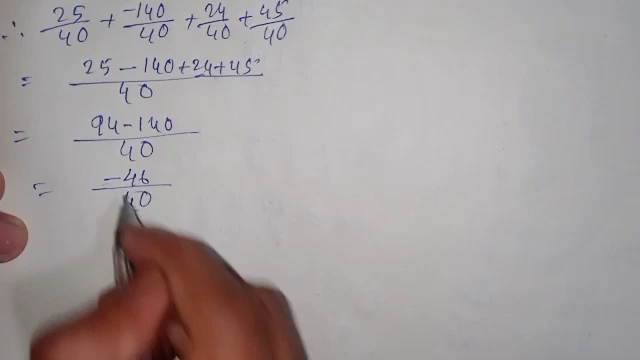 ∴ 25/40 + -140/40 + 24/40 + 45/40
= 25 - 140 + 24 + 45 / 40
= 94 - 140 / 40
= -46 / 40